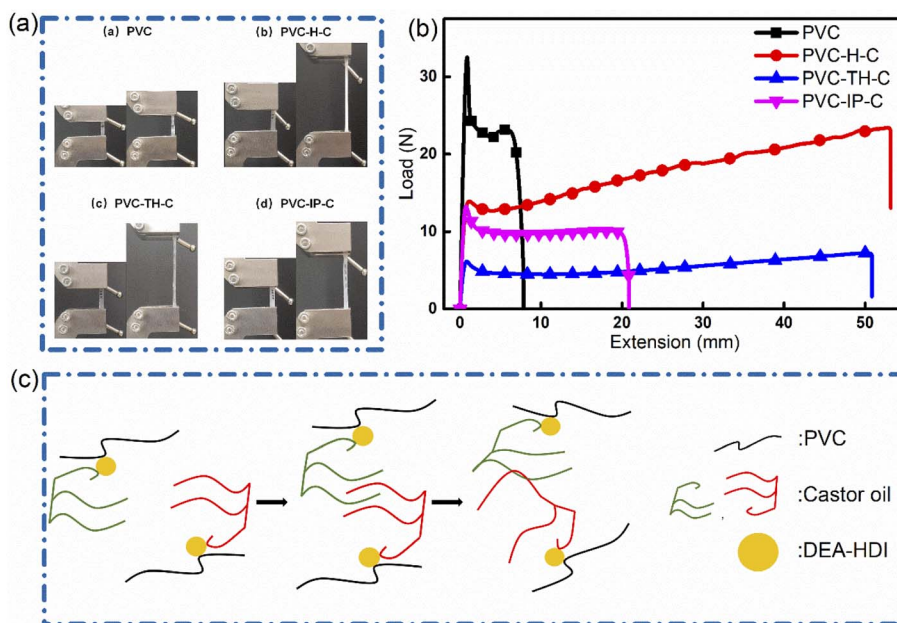 (a)
(a) PVC
(b) PVC-H-C
(c) PVC-TH-C
(d) PVC-IP-C
(b)
PVC
PVC-H-C
PVC-TH-C
PVC-IP-C
Load (N)
30
20
10
0
0 10 20 30 40 50
Extension (mm)
(c)
:PVC
:Castor oil
:DEA-HDI